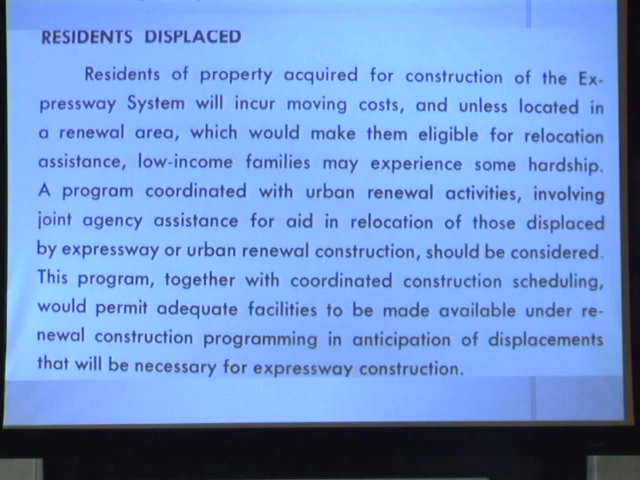 RESIDENTS DISPLACED
Residents of property acquired for construction of the Ex-
pressway System will incur moving costs, and unless located in
a renewal area, which would make them eligible for relocation
assistance, low-income families may experience some hardship.
A program coordinated with urban renewal activities, involving
joint agency assistance for aid in relocation of those displaced
by expressway or urban renewal construction, should be considered.
This program, together with coordinated construction scheduling,
would permit adequate facilities to be made available under re-
newal construction programming in anticipation of displacements
that will be necessary for expressway construction.